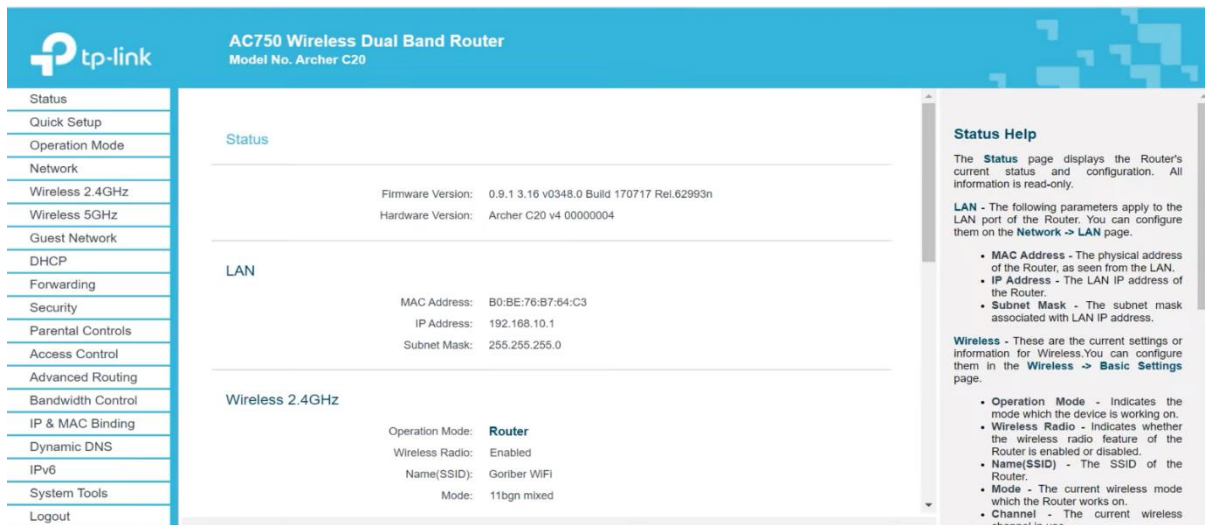 tp-link
AC750 Wireless Dual Band Router
Model No. Archer C20
Status
Quick Setup
Operation Mode
Network
Wireless 2.4GHz
Wireless 5GHz
Guest Network
DHCP
Forwarding
Security
Parental Controls
Access Control
Advanced Routing
Bandwidth Control
IP & MAC Binding
Dynamic DNS
IPv6
System Tools
Logout
Status
Firmware Version: 0.9.1 3.16 v0348.0 Build 170717 Rel.62993n
Hardware Version: Archer C20 v4 00000004
LAN
MAC Address: B0:BE:76:B7:64:C3
IP Address: 192.168.10.1
Subnet Mask: 255.255.255.0
Wireless 2.4GHz
Operation Mode: Router
Wireless Radio: Enabled
Name(SSID): Goriber WiFi
Mode: 11bgn mixed
Status Help
The Status page displays the Router's
current status and configuration. All
information is read-only.
LAN - The following parameters apply to the
LAN port of the Router. You can configure
them on the Network -> LAN page.
• MAC Address - The physical address
of the Router, as seen from the LAN.
• IP Address - The LAN IP address of
the Router.
• Subnet Mask - The subnet mask
associated with LAN IP address.
Wireless - These are the current settings or
information for Wireless.You can configure
them in the Wireless -> Basic Settings
page.
• Operation Mode - Indicates the
mode which the device is working on.
• Wireless Radio - Indicates whether
the wireless radio feature of the
Router is enabled or disabled.
• Name(SSID) - The SSID of the
Router.
• Mode - The current wireless mode
which the Router works on.
• Channel - The current wireless
channel in use